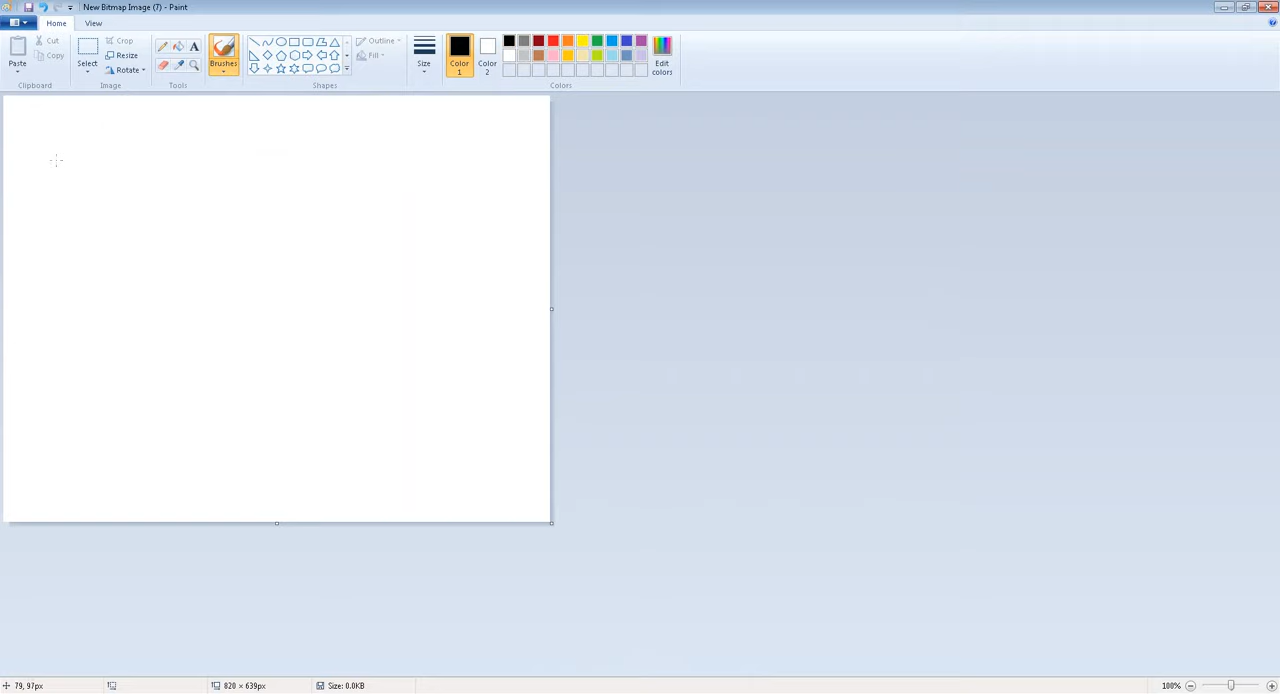 New Bitmap Image (7) - Paint
Home View
Paste
Cut
Copy
Clipboard
Select
Crop
Resize
Rotate
Image
A
Tools
Brushes
Outline
Fill
Shapes
Size
Color 1
Color 2
Edit colors
Colors
79, 97px
820 × 639px
Size: 0.0KB
100%